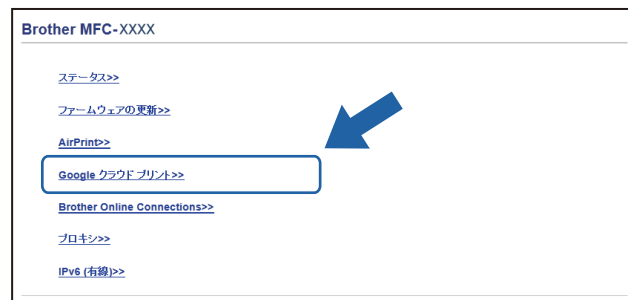 Brother MFC-XXXX
ステータス>>
ファームウェアの更新>>
AirPrint>>
Google クラウド プリント>>
Brother Online Connections>>
プロキシ>>
IPv6 (有線)>>